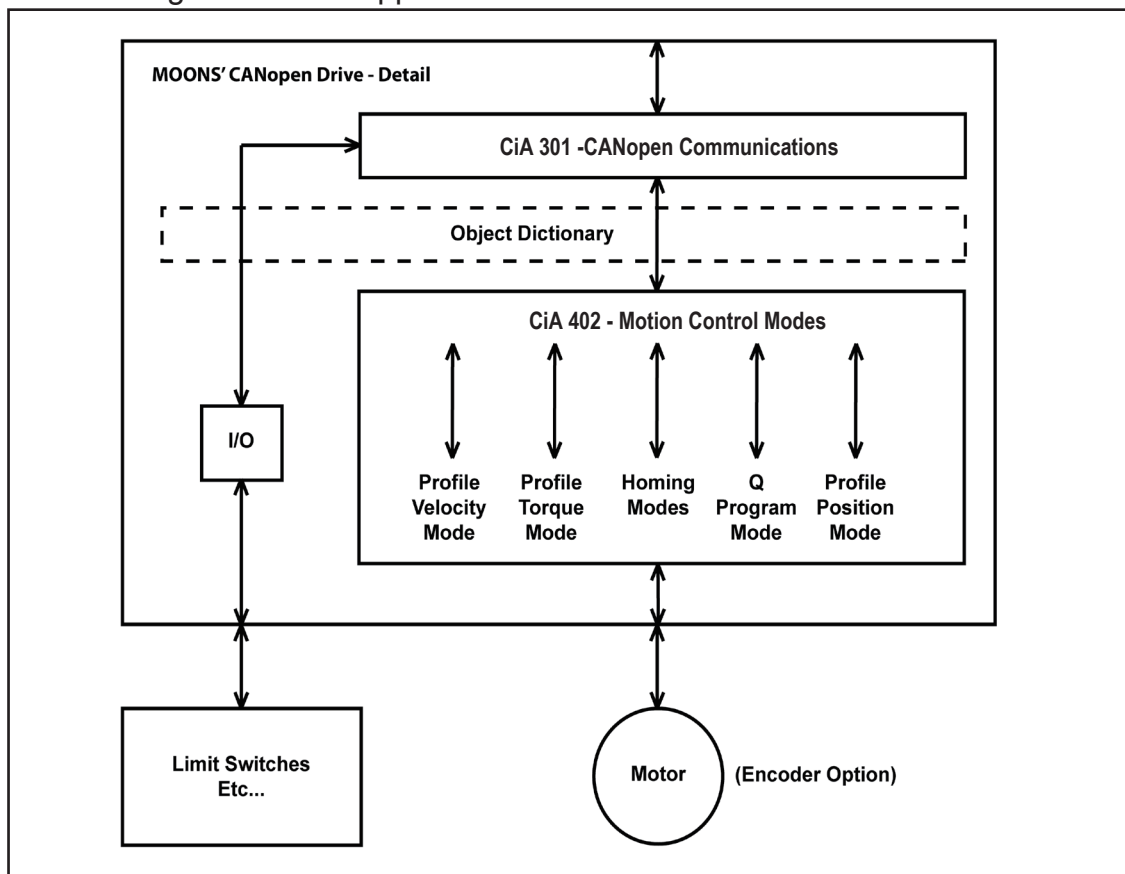 MOONS' CANopen Drive - Detail
CiA 301 -CANopen Communications
Object Dictionary
CiA 402 - Motion Control Modes
I/O
Profile
Velocity
Mode
Profile
Torque
Mode
Homing
Modes
Q
Program
Mode
Profile
Position
Mode
Limit Switches
Etc...
Motor
(Encoder Option)